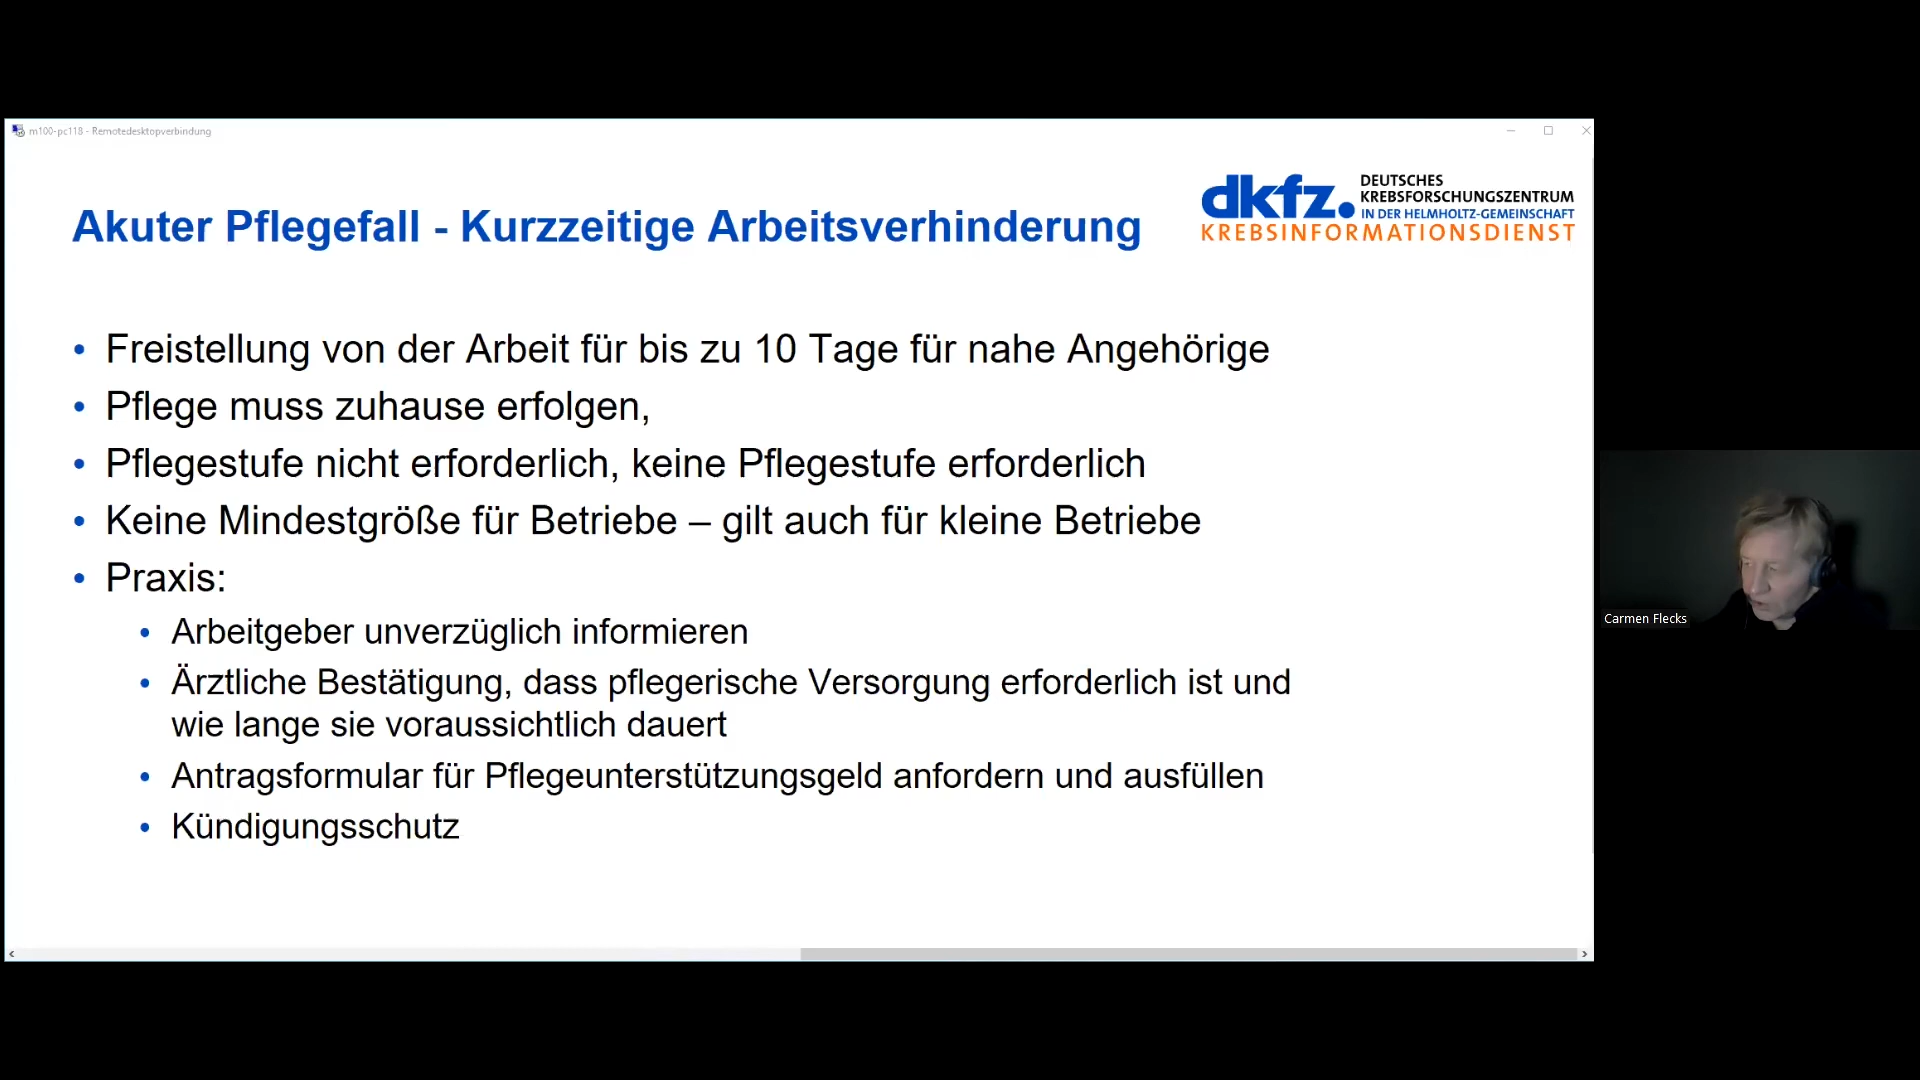 m100-pc118 - Remotedesktopverbindung
Akuter Pflegefall - Kurzzeitige Arbeitsverhinderung
dkfz.
DEUTSCHES
KREBSFORSCHUNGSZENTRUM
IN DER HELMHOLTZ-GEMEINSCHAFT
KREBSINFORMATIONSDIENST
• Freistellung von der Arbeit für bis zu 10 Tage für nahe Angehörige
• Pflege muss zuhause erfolgen,
• Pflegestufe nicht erforderlich, keine Pflegestufe erforderlich
• Keine Mindestgröße für Betriebe – gilt auch für kleine Betriebe
• Praxis:
• Arbeitgeber unverzüglich informieren
• Ärztliche Bestätigung, dass pflegerische Versorgung erforderlich ist und
wie lange sie voraussichtlich dauert
• Antragsformular für Pflegeunterstützungsgeld anfordern und ausfüllen
• Kündigungsschutz
Carmen Flecks